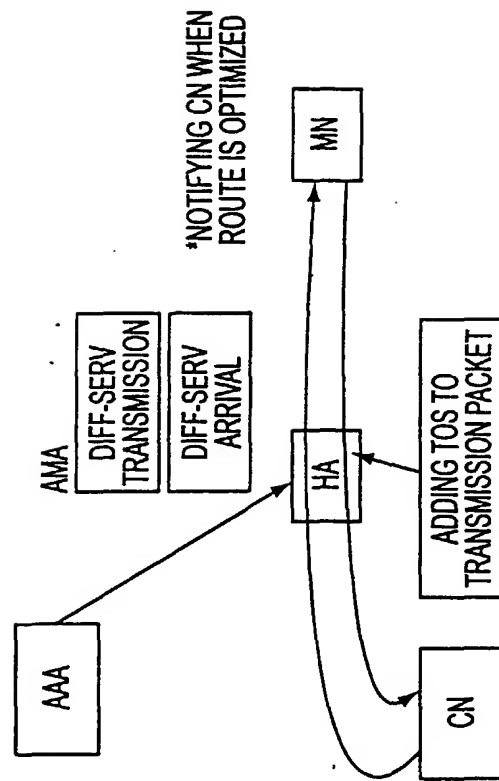 AAA
AMA
DIFF-SERV
TRANSMISSION
DIFF-SERV
ARRIVAL
*NOTIFYING CN WHEN
ROUTE IS OPTIMIZED
CN
HA
MN
ADDING TOS TO
TRANSMISSION PACKET